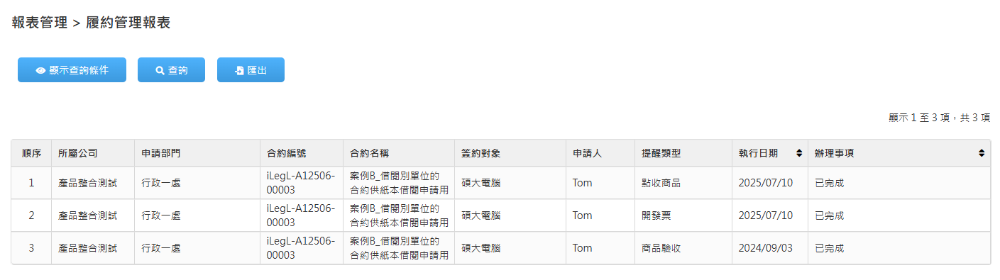 報表管理 > 履約管理報表
顯示查詢條件 查詢 匯出
顯示 1 至 3 項，共 3 項
順序 所屬公司 申請部門 合約編號 合約名稱 簽約對象 申請人 提醒類型 執行日期 辦理事項
1 產品整合測試 行政一處 iLegL-A12506-00003 案例B_借閱別單位的合約供紙本借閱申請用 碩大電腦 Tom 點收商品 2025/07/10 已完成
2 產品整合測試 行政一處 iLegL-A12506-00003 案例B_借閱別單位的合約供紙本借閱申請用 碩大電腦 Tom 開發票 2025/07/10 已完成
3 產品整合測試 行政一處 iLegL-A12506-00003 案例B_借閱別單位的合約供紙本借閱申請用 碩大電腦 Tom 商品驗收 2024/09/03 已完成